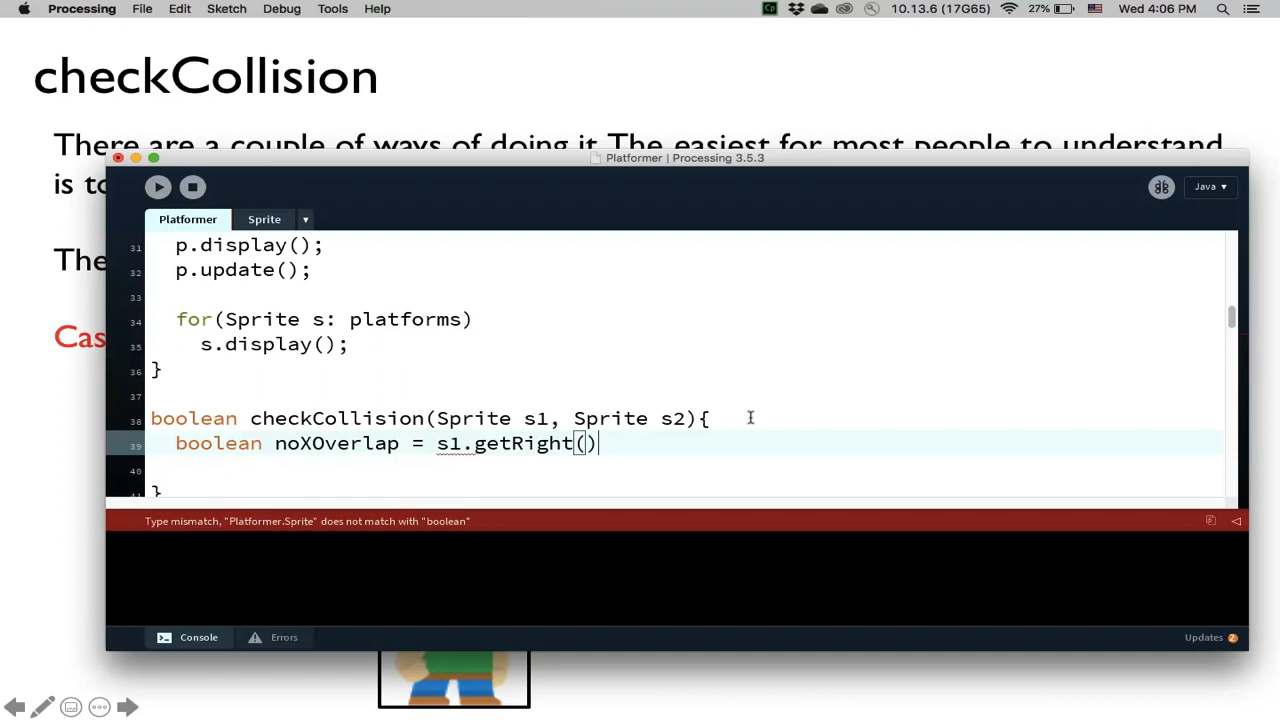 Processing File Edit Sketch Debug Tools Help 10.13.6 (17G65) 27% Wed 4:06 PM
checkCollision
There are a couple of ways of doing it. The easiest for most people to understand
is to
Platformer | Processing 3.5.3
Java
Platformer Sprite
The
Cas
31 p.display();
32 p.update();
33
34 for(Sprite s: platforms)
35 s.display();
36 }
37
38 boolean checkCollision(Sprite s1, Sprite s2){
39 boolean noXOverlap = s1.getRight()
40
41 }
Type mismatch, "Platformer.Sprite" does not match with "boolean"
Console Errors Updates 2